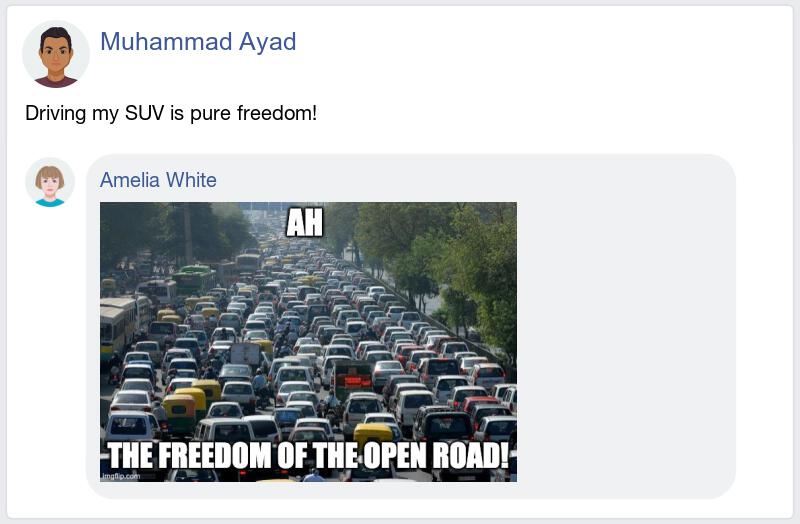 Muhammad Ayad
Driving my SUV is pure freedom!
Amelia White
AH
THE FREEDOM OF THE OPEN ROAD!
imgflip.com